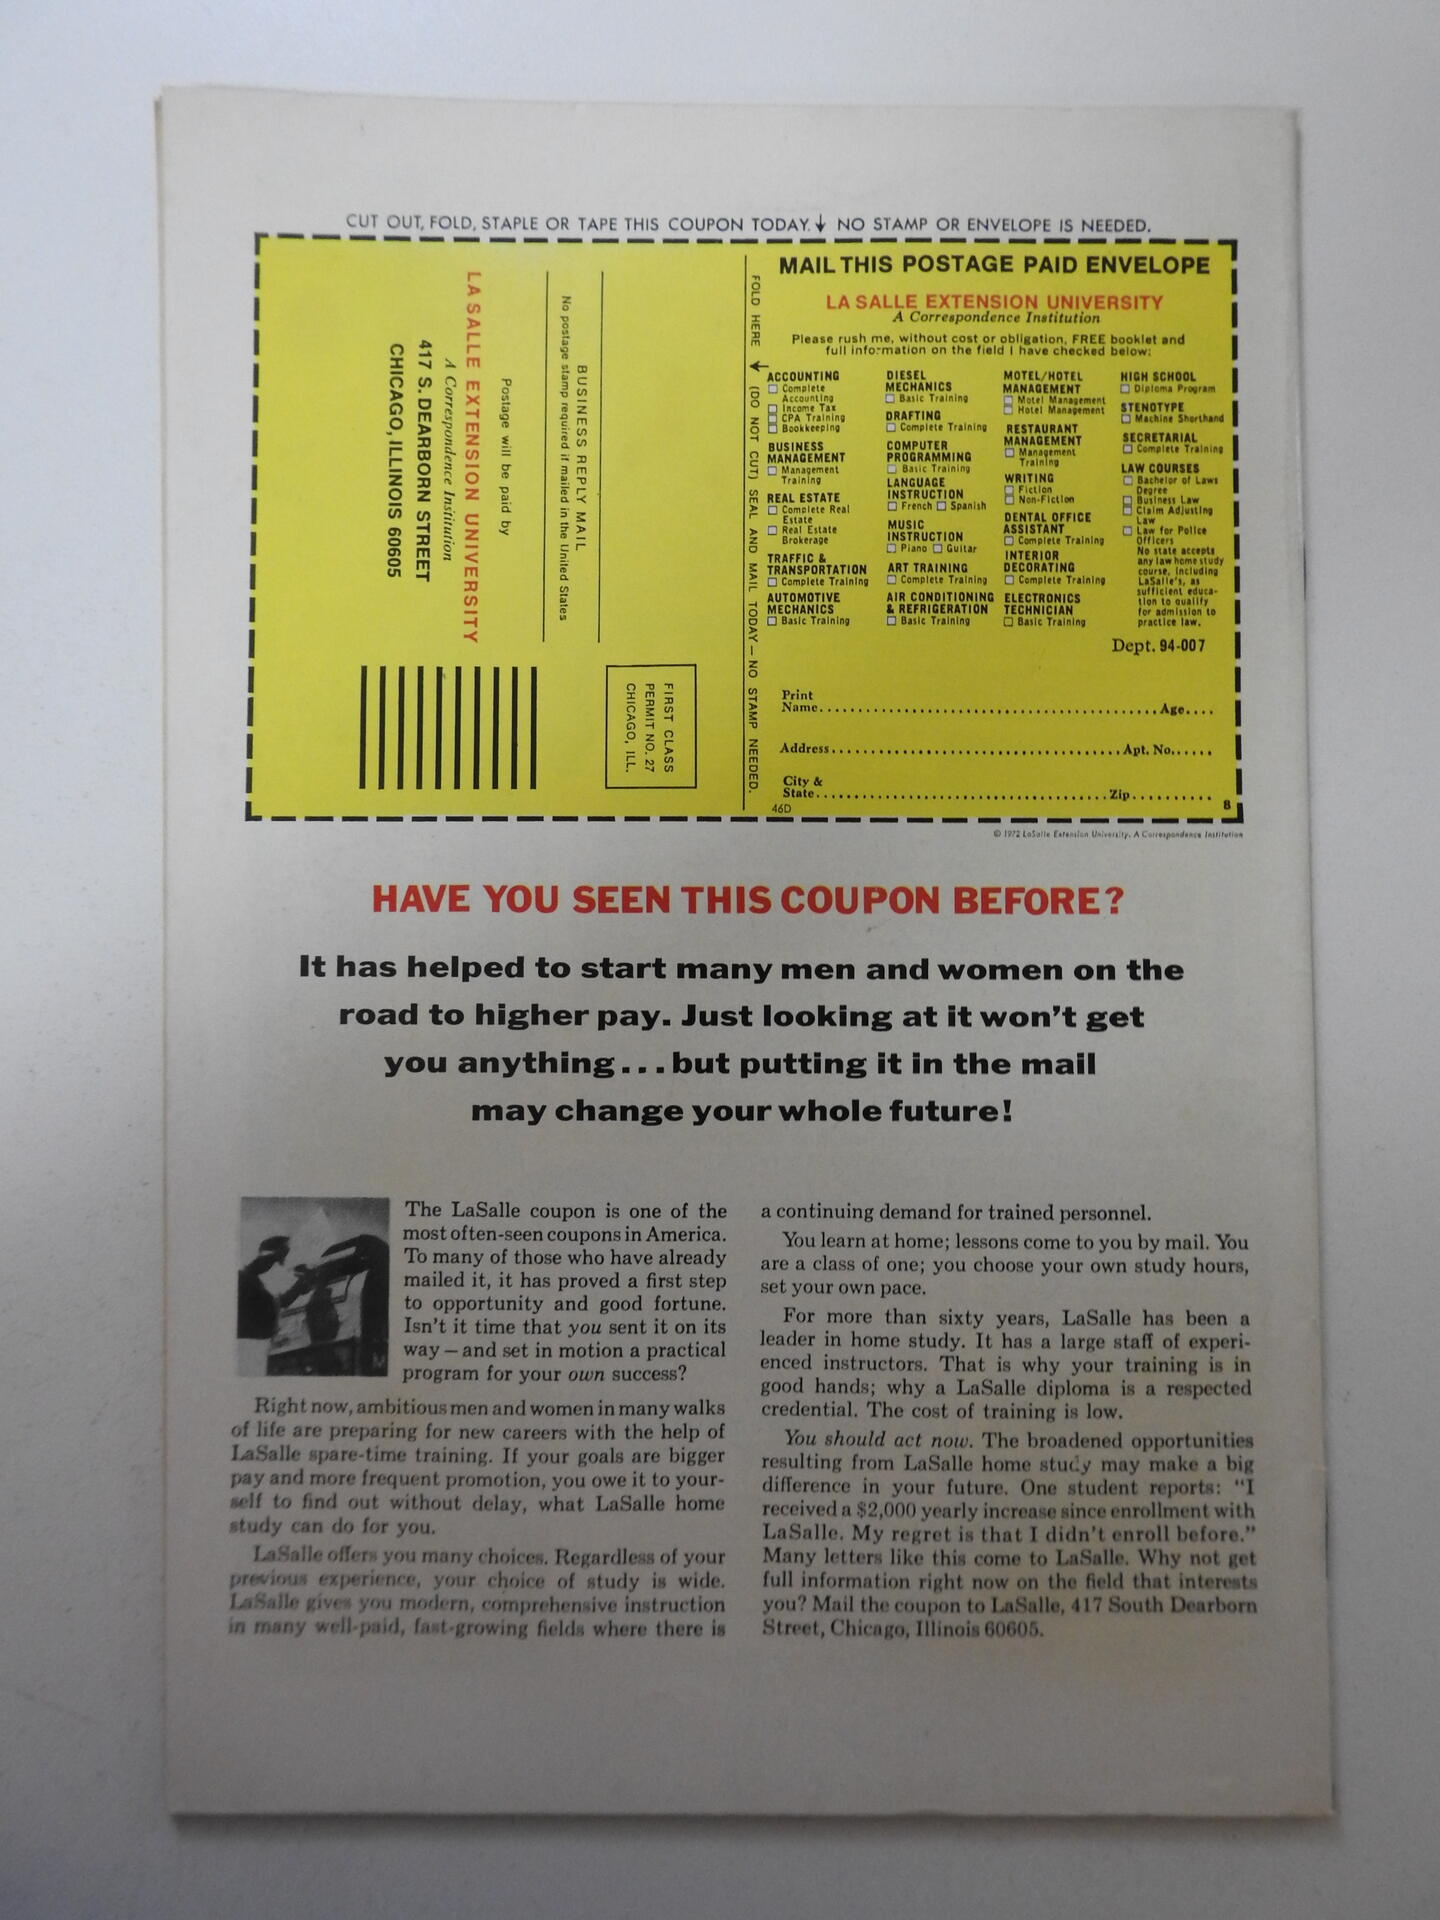 CUT OUT, FOLD, STAPLE OR TAPE THIS COUPON TODAY. NO STAMP OR ENVELOPE IS NEEDED.
BUSINESS REPLY MAIL
No postage stamp required if mailed in the United States
Postage will be paid by
LA SALLE EXTENSION UNIVERSITY
A Correspondence Institution
417 S. DEARBORN STREET
CHICAGO, ILLINOIS 60605
FIRST CLASS
PERMIT NO. 27
CHICAGO, ILL.
FOLD HERE (DO NOT CUT) SEAL AND MAIL TODAY — NO STAMP NEEDED.
MAIL THIS POSTAGE PAID ENVELOPE
LA SALLE EXTENSION UNIVERSITY
A Correspondence Institution
Please rush me, without cost or obligation, FREE booklet and
full information on the field I have checked below:
ACCOUNTING
Complete
Accounting
Income Tax
CPA Training
Bookkeeping
BUSINESS
MANAGEMENT
Management
Training
REAL ESTATE
Complete Real
Estate
Real Estate
Brokerage
TRAFFIC &
TRANSPORTATION
Complete Training
AUTOMOTIVE
MECHANICS
Basic Training
DIESEL
MECHANICS
Basic Training
DRAFTING
Complete Training
COMPUTER
PROGRAMMING
Basic Training
LANGUAGE
INSTRUCTION
French Spanish
MUSIC
INSTRUCTION
Piano Guitar
ART TRAINING
Complete Training
AIR CONDITIONING
& REFRIGERATION
Basic Training
MOTEL/HOTEL
MANAGEMENT
Motel Management
Hotel Management
RESTAURANT
MANAGEMENT
Management
Training
WRITING
Fiction
Non-Fiction
DENTAL OFFICE
ASSISTANT
Complete Training
INTERIOR
DECORATING
Complete Training
ELECTRONICS
TECHNICIAN
Basic Training
HIGH SCHOOL
Diploma Program
STENOTYPE
Machine Shorthand
SECRETARIAL
Complete Training
LAW COURSES
Bachelor of Laws
Degree
Business Law
Claim Adjusting
Law
Law for Police
Officers
No state accepts
any law home study
course, including
LaSalle's, as
sufficient educa-
tion to qualify
for admission to
practice law.
Dept. 94-007
Print
Name Age
Address Apt. No.
City &
State Zip
46D
8
© 1972 LaSalle Extension University. A Correspondence Institution
HAVE YOU SEEN THIS COUPON BEFORE?
It has helped to start many men and women on the
road to higher pay. Just looking at it won't get
you anything...but putting it in the mail
may change your whole future!
The LaSalle coupon is one of the
most often-seen coupons in America.
To many of those who have already
mailed it, it has proved a first step
to opportunity and good fortune.
Isn't it time that you sent it on its
way — and set in motion a practical
program for your own success?
Right now, ambitious men and women in many walks
of life are preparing for new careers with the help of
LaSalle spare-time training. If your goals are bigger
pay and more frequent promotion, you owe it to your-
self to find out without delay, what LaSalle home
study can do for you.
LaSalle offers you many choices. Regardless of your
previous experience, your choice of study is wide.
LaSalle gives you modern, comprehensive instruction
in many well-paid, fast-growing fields where there is
a continuing demand for trained personnel.
You learn at home; lessons come to you by mail. You
are a class of one; you choose your own study hours,
set your own pace.
For more than sixty years, LaSalle has been a
leader in home study. It has a large staff of experi-
enced instructors. That is why your training is in
good hands; why a LaSalle diploma is a respected
credential. The cost of training is low.
You should act now. The broadened opportunities
resulting from LaSalle home study may make a big
difference in your future. One student reports: "I
received a $2,000 yearly increase since enrollment with
LaSalle. My regret is that I didn't enroll before."
Many letters like this come to LaSalle. Why not get
full information right now on the field that interests
you? Mail the coupon to LaSalle, 417 South Dearborn
Street, Chicago, Illinois 60605.